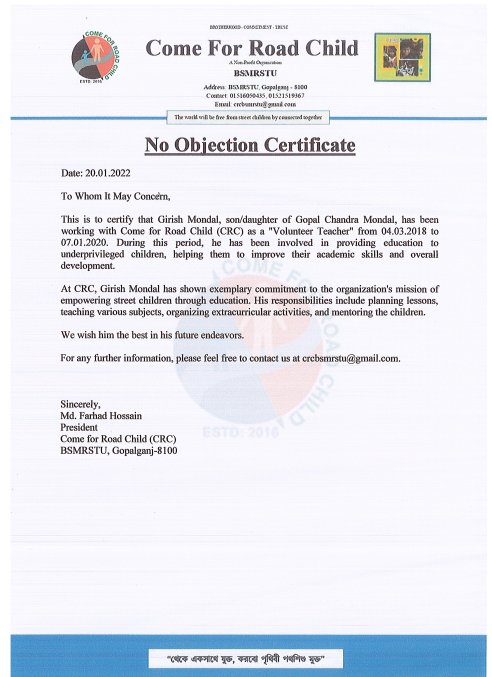 BROTHERHOOD - COMMITMENT - TRUST
COME FOR ROAD CHILD
ESTD: 2016
Come For Road Child
A Non-Profit Organization
BSMRSTU
Address: BSMRSTU, Gopalganj - 8100
Contact: 01516050435, 01521519367
Email: crcbsmrstu@gmail.com
The world will be free from street children by connected together
No Objection Certificate
Date: 20.01.2022
To Whom It May Concern,
This is to certify that Girish Mondal, son/daughter of Gopal Chandra Mondal, has been
working with Come for Road Child (CRC) as a "Volunteer Teacher" from 04.03.2018 to
07.01.2020. During this period, he has been involved in providing education to
underprivileged children, helping them to improve their academic skills and overall
development.
At CRC, Girish Mondal has shown exemplary commitment to the organization's mission of
empowering street children through education. His responsibilities include planning lessons,
teaching various subjects, organizing extracurricular activities, and mentoring the children.
We wish him the best in his future endeavors.
For any further information, please feel free to contact us at crcbsmrstu@gmail.com.
COME FOR ROAD CHILD
ESTD: 2016
Sincerely,
Md. Farhad Hossain
President
Come for Road Child (CRC)
BSMRSTU, Gopalganj-8100
“থেকে একসাথে যুক্ত, করবো পৃথিবী পথশিশু মুক্ত”